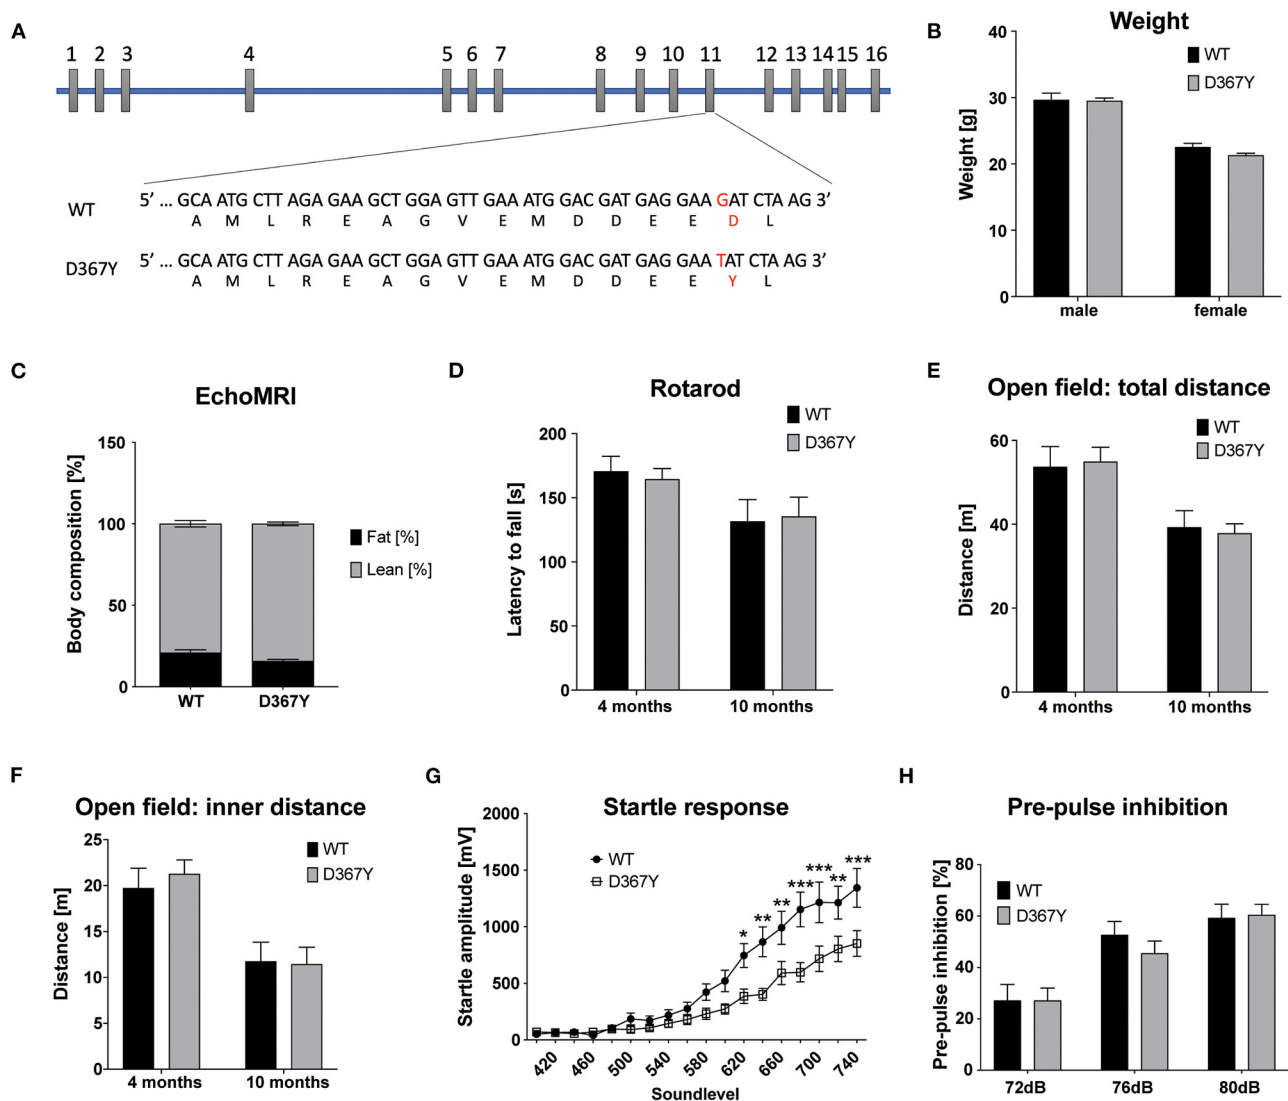 A
1 2 3 4 5 6 7 8 9 10 11 12 13 14 15 16
WT 5’ ... GCA ATG CTT AGA GAA GCT GGA GTT GAA ATG GAC GAT GAG GAA GAT CTA AG 3’
A M L R E A G V E M D D E E D L
D367Y 5’ ... GCA ATG CTT AGA GAA GCT GGA GTT GAA ATG GAC GAT GAG GAA TAT CTA AG 3’
A M L R E A G V E M D D E E Y L
B
Weight
WT
D367Y
Weight [g]
40
30
20
10
0
male female
C
EchoMRI
Body composition [%]
150
100
50
0
Fat [%]
Lean [%]
WT D367Y
D
Rotarod
WT
D367Y
Latency to fall [s]
200
150
100
50
0
4 months 10 months
E
Open field: total distance
WT
D367Y
Distance [m]
60
40
20
0
4 months 10 months
F
Open field: inner distance
WT
D367Y
Distance [m]
25
20
15
10
5
0
4 months 10 months
G
Startle response
WT
D367Y
Startle amplitude [mV]
2000
1500
1000
500
0
* ** ** *** *** ** ***
420 460 500 540 580 620 660 700 740
Soundlevel
H
Pre-pulse inhibition
WT
D367Y
Pre-pulse inhibition [%]
80
60
40
20
0
72dB 76dB 80dB